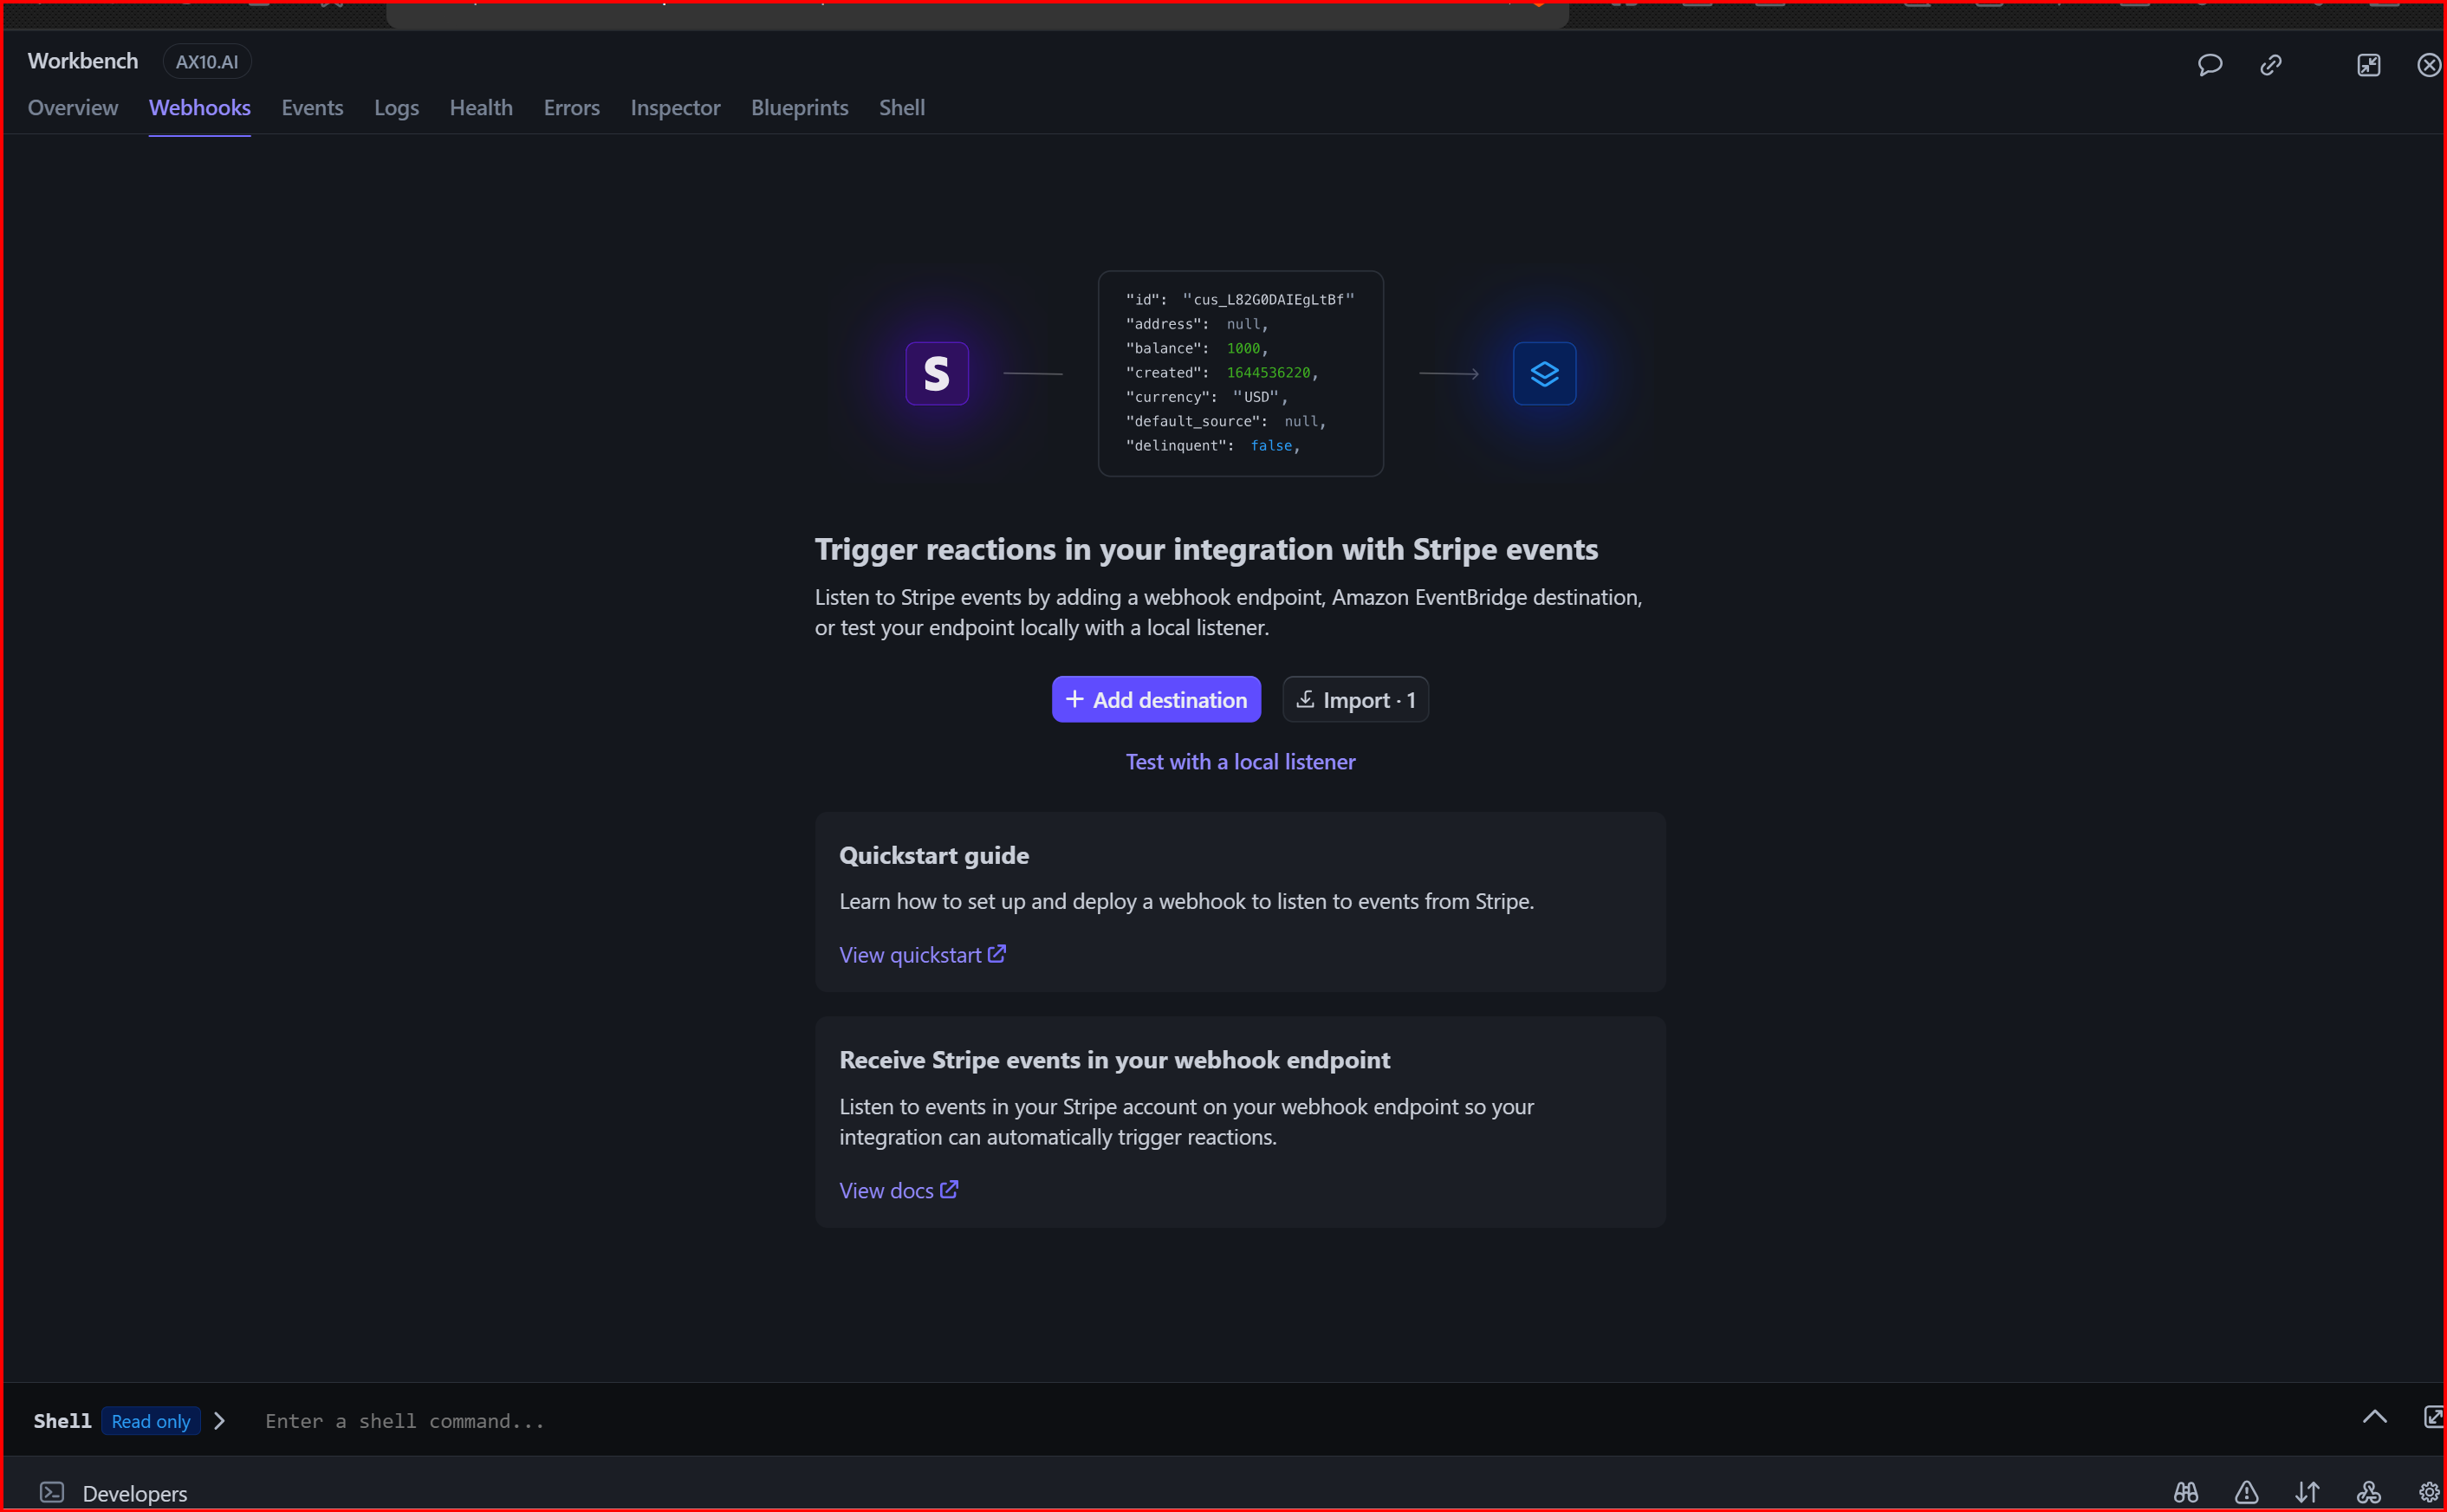 Workbench
AX10.AI
Overview Webhooks Events Logs Health Errors Inspector Blueprints Shell
S
"id": "cus_L82G0DAIEgLtBf"
"address": null,
"balance": 1000,
"created": 1644536220,
"currency": "USD",
"default_source": null,
"delinquent": false,
Trigger reactions in your integration with Stripe events
Listen to Stripe events by adding a webhook endpoint, Amazon EventBridge destination,
or test your endpoint locally with a local listener.
+ Add destination
Import · 1
Test with a local listener
Quickstart guide
Learn how to set up and deploy a webhook to listen to events from Stripe.
View quickstart
Receive Stripe events in your webhook endpoint
Listen to events in your Stripe account on your webhook endpoint so your
integration can automatically trigger reactions.
View docs
Shell Read only Enter a shell command...
Developers